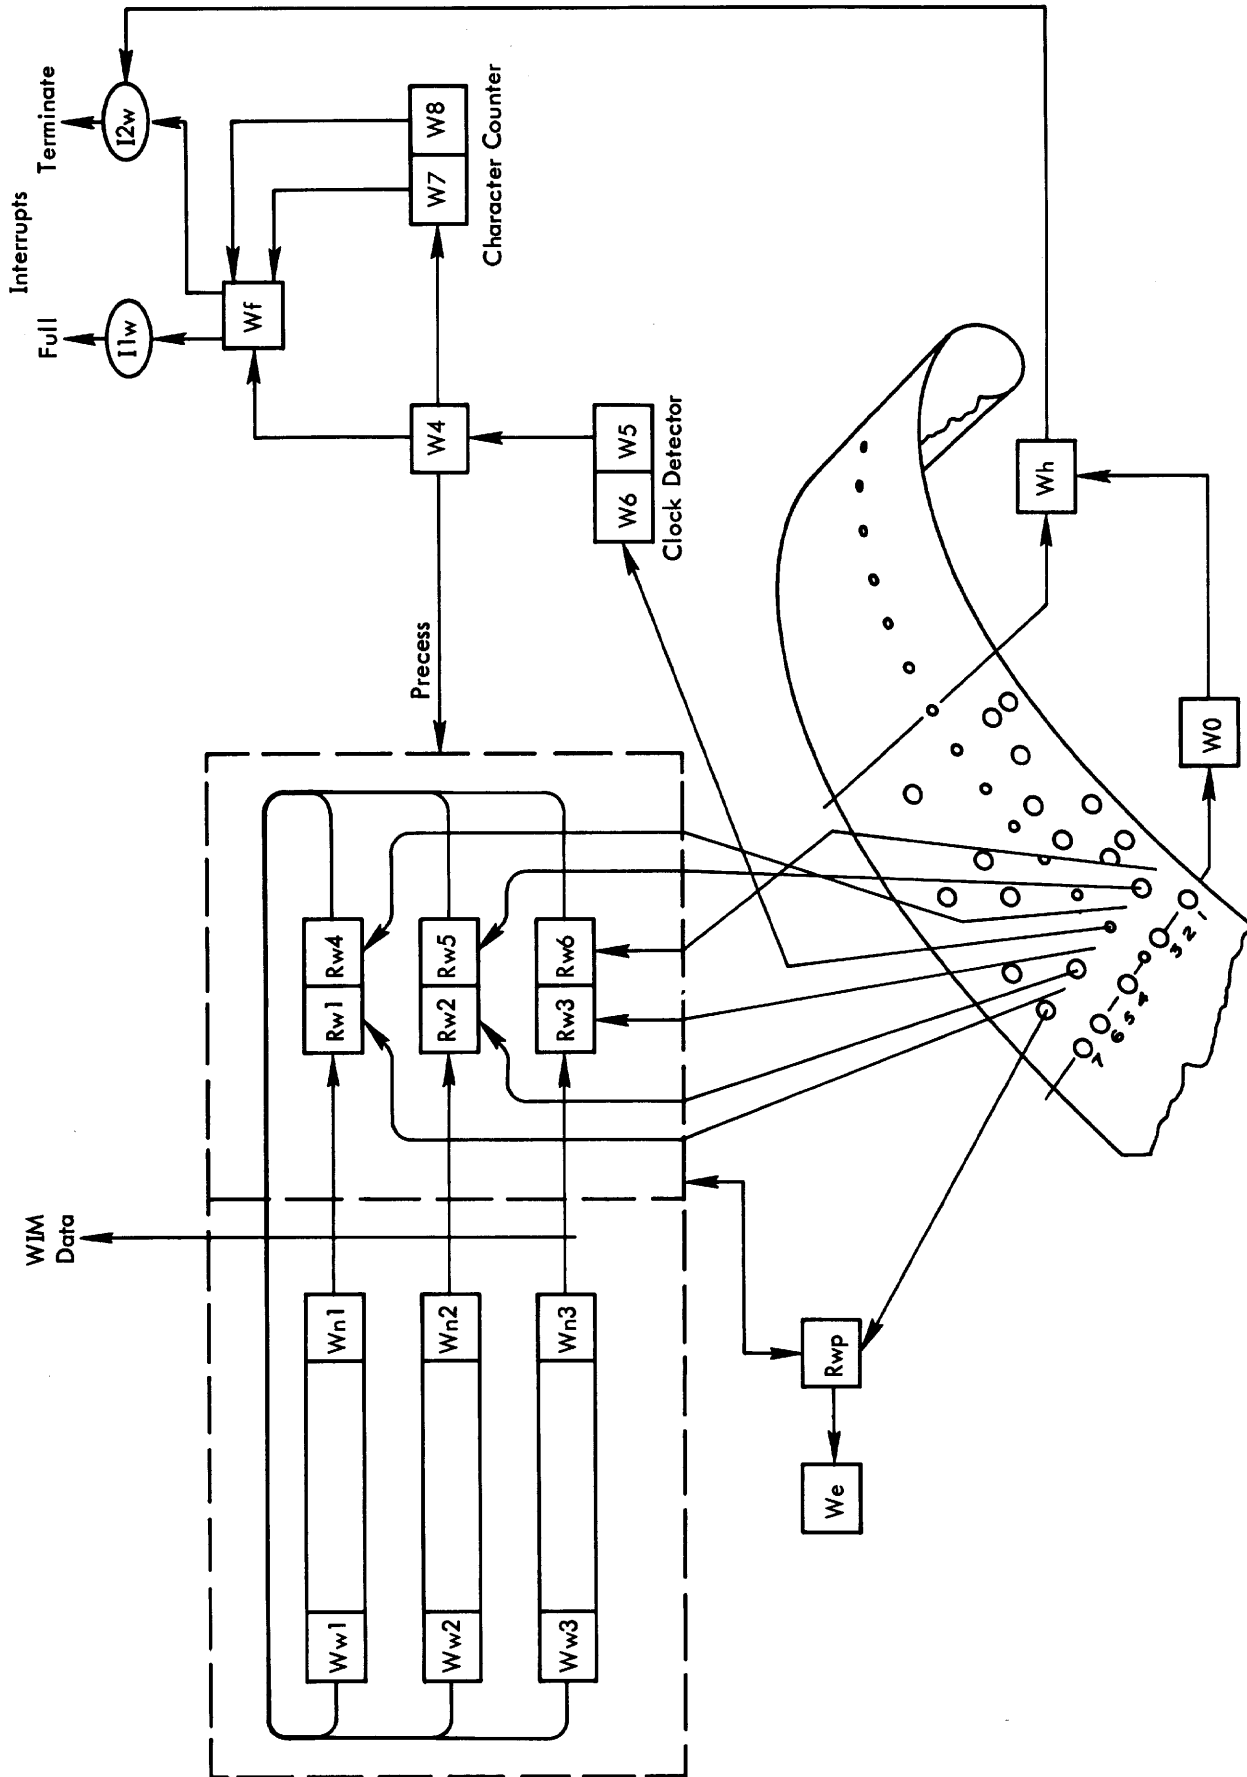 Interrupts
Full
Terminate
I1w
I2w
Wf
W7
W8
Character Counter
W4
W6
W5
Clock Detector
Precess
WIM
Data
Ww1
Wn1
Rw1
Rw4
Ww2
Wn2
Rw2
Rw5
Ww3
Wn3
Rw3
Rw6
We
Rwp
Wh
W0
7 6 5 4 3 2 1